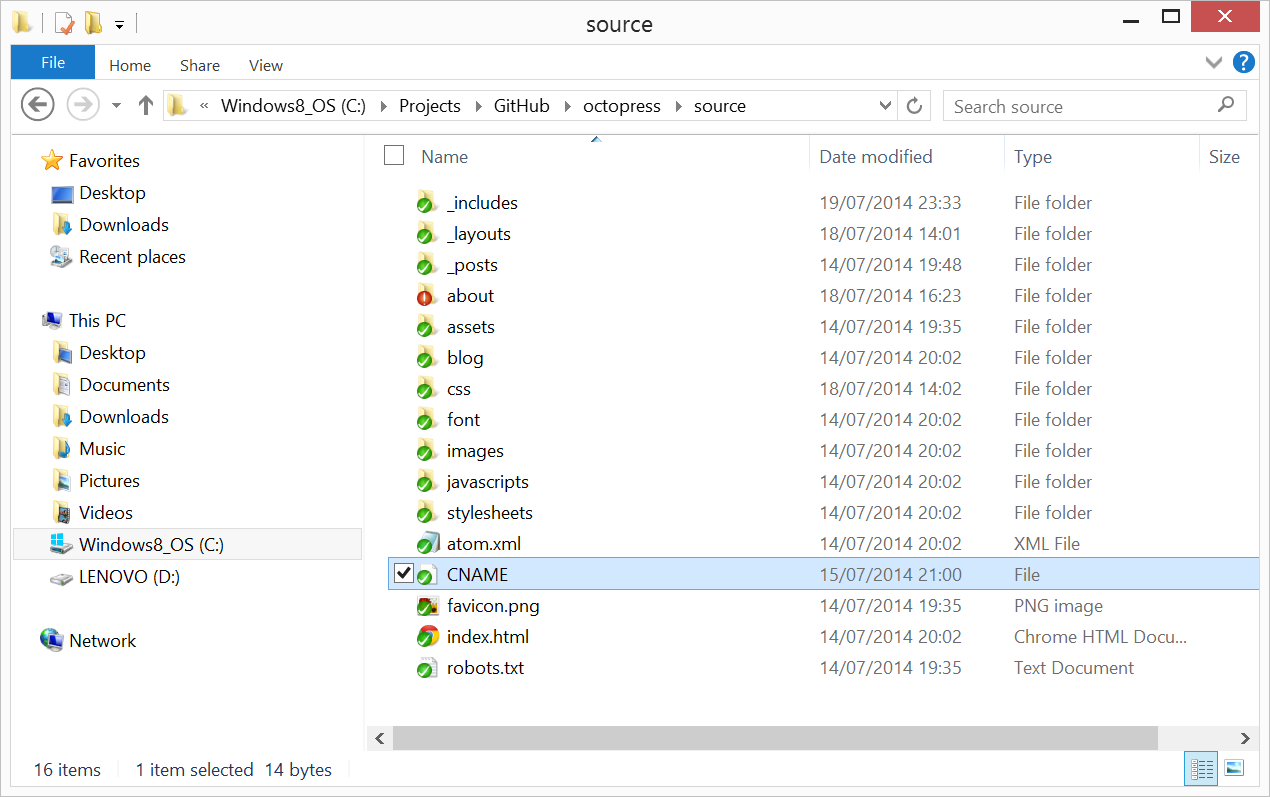 source
File Home Share View
« Windows8_OS (C:) Projects GitHub octopress source Search source
Favorites
Desktop
Downloads
Recent places
This PC
Desktop
Documents
Downloads
Music
Pictures
Videos
Windows8_OS (C:)
LENOVO (D:)
Network
Name Date modified Type Size
_includes 19/07/2014 23:33 File folder
_layouts 18/07/2014 14:01 File folder
_posts 14/07/2014 19:48 File folder
about 18/07/2014 16:23 File folder
assets 14/07/2014 19:35 File folder
blog 14/07/2014 20:02 File folder
css 18/07/2014 14:02 File folder
font 14/07/2014 20:02 File folder
images 14/07/2014 20:02 File folder
javascripts 14/07/2014 20:02 File folder
stylesheets 14/07/2014 20:02 File folder
atom.xml 14/07/2014 20:02 XML File
CNAME 15/07/2014 21:00 File
favicon.png 14/07/2014 19:35 PNG image
index.html 14/07/2014 20:02 Chrome HTML Docu...
robots.txt 14/07/2014 19:35 Text Document
16 items 1 item selected 14 bytes